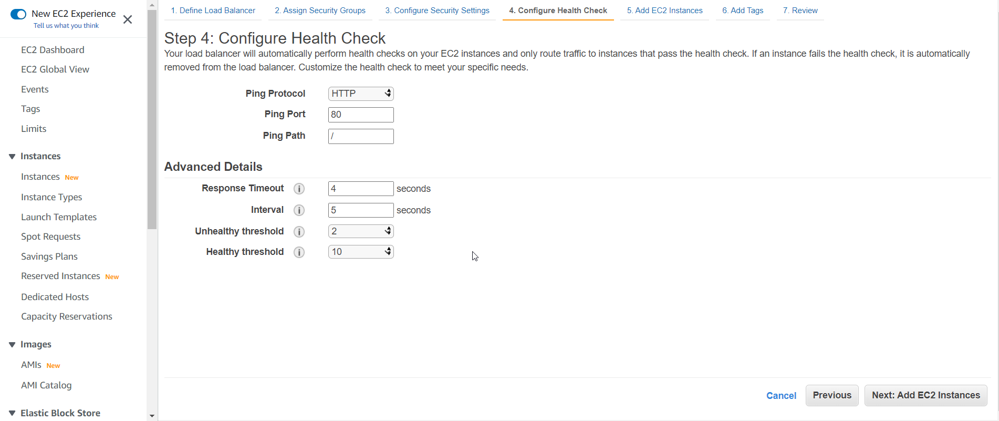 New EC2 Experience
Tell us what you think
EC2 Dashboard
EC2 Global View
Events
Tags
Limits
Instances
Instances New
Instance Types
Launch Templates
Spot Requests
Savings Plans
Reserved Instances New
Dedicated Hosts
Capacity Reservations
Images
AMIs New
AMI Catalog
Elastic Block Store
1. Define Load Balancer 2. Assign Security Groups 3. Configure Security Settings 4. Configure Health Check 5. Add EC2 Instances 6. Add Tags 7. Review
Step 4: Configure Health Check
Your load balancer will automatically perform health checks on your EC2 instances and only route traffic to instances that pass the health check. If an instance fails the health check, it is automatically
removed from the load balancer. Customize the health check to meet your specific needs.
Ping Protocol HTTP
Ping Port 80
Ping Path /
Advanced Details
Response Timeout i 4 seconds
Interval i 5 seconds
Unhealthy threshold i 2
Healthy threshold i 10
Cancel Previous Next: Add EC2 Instances